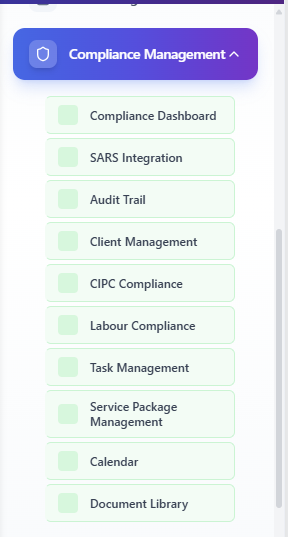 Compliance Management
Compliance Dashboard
SARS Integration
Audit Trail
Client Management
CIPC Compliance
Labour Compliance
Task Management
Service Package
Management
Calendar
Document Library